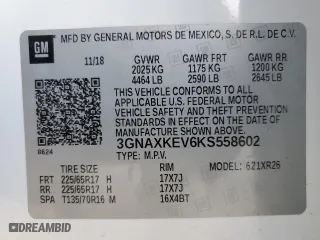 GM
MFD BY GENERAL MOTORS DE MEXICO, S. DE R.L. DE C.V.
11/18 GVWR GAWR FRT GAWR RR
2025 KG 1175 KG 1200 KG
4464 LB 2590 LB 2645 LB
THIS VEHICLE CONFORMS TO ALL
APPLICABLE U.S. FEDERAL MOTOR
VEHICLE SAFETY, BUMPER, AND
THEFT PREVENTION STANDARDS
IN EFFECT ON THE DATE OF
MANUFACTURE SHOWN ABOVE.
3GNAXKEV6KS558602
8624 TYPE: M.P.V. MODEL: 621XR26
RIM
FRT 225/65R17 H 17X7J
RR 225/65R17 H 17X7J
SPA T135/70R16 M 16X4BT